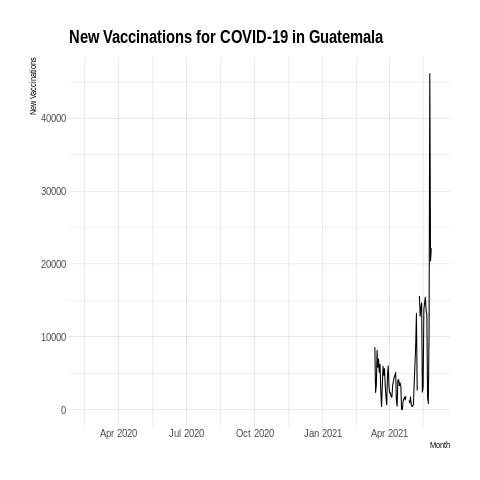 New Vaccinations for COVID-19 in Guatemala
New Vaccinations
40000
30000
20000
10000
0
Apr 2020 Jul 2020 Oct 2020 Jan 2021 Apr 2021
Month